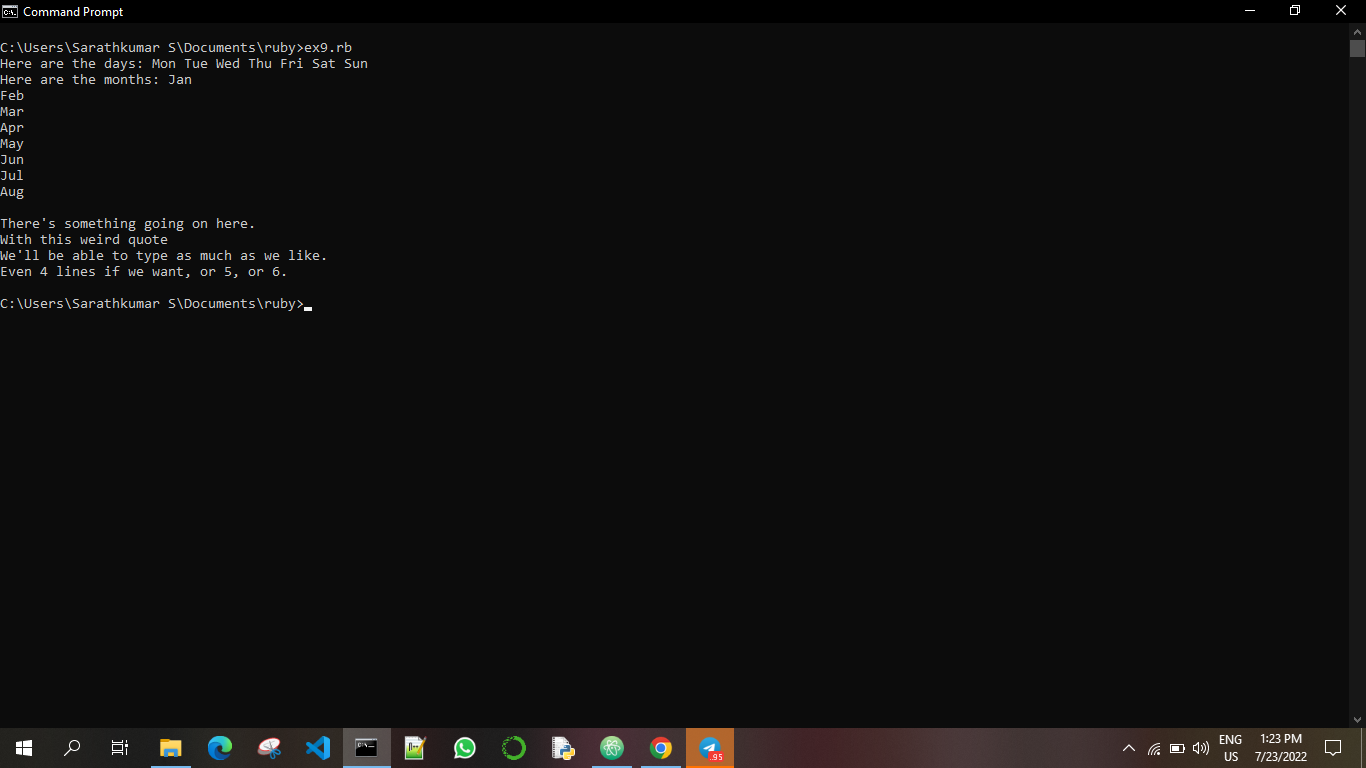 Command Prompt
C:\Users\Sarathkumar S\Documents\ruby>ex9.rb
Here are the days: Mon Tue Wed Thu Fri Sat Sun
Here are the months: Jan
Feb
Mar
Apr
May
Jun
Jul
Aug
There's something going on here.
With this weird quote
We'll be able to type as much as we like.
Even 4 lines if we want, or 5, or 6.
C:\Users\Sarathkumar S\Documents\ruby>
.95
ENG
US
1:23 PM
7/23/2022